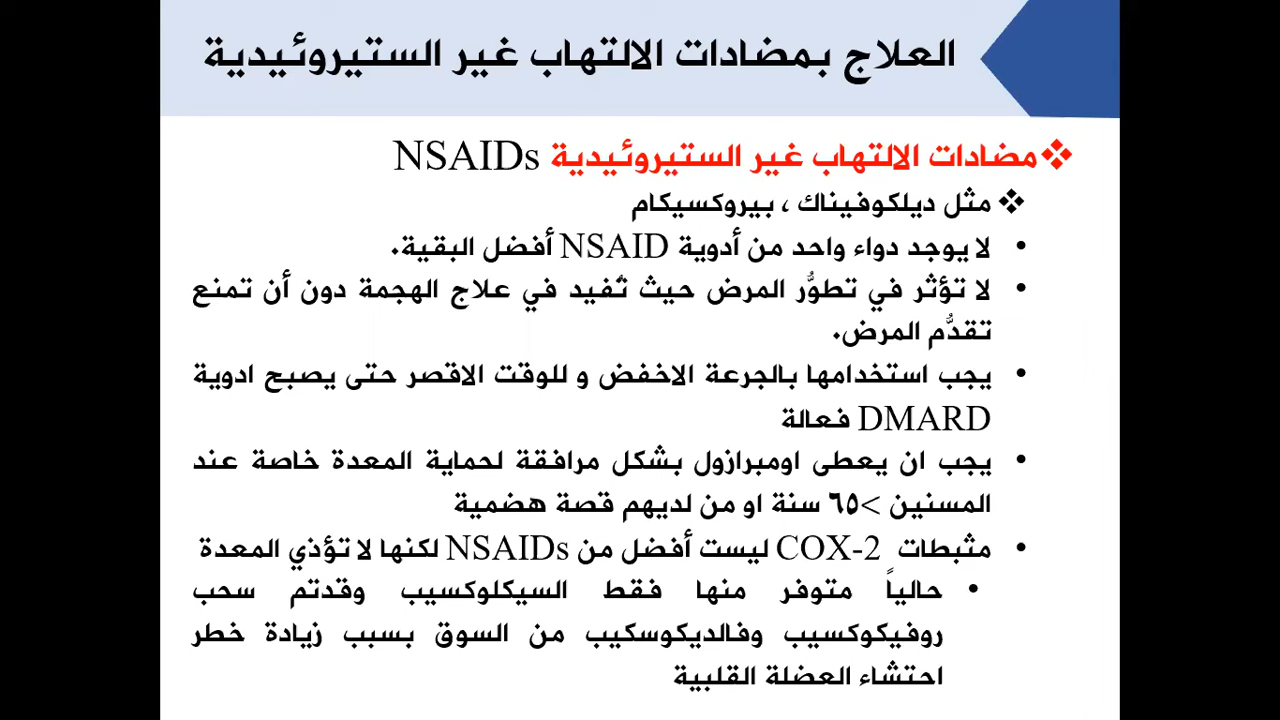 العلاج بمضادات الالتهاب غير الستيروئيدية
❖ مضادات الالتهاب غير الستيروئيدية NSAIDs
❖ مثل ديلكوفيناك ، بيروكسيكام
• لا يوجد دواء واحد من أدوية NSAID أفضل البقية.
• لا تؤثر في تطوُّر المرض حيث تُفيد في علاج الهجمة دون أن تمنع
تقدُّم المرض.
• يجب استخدامها بالجرعة الاخفض و للوقت الاقصر حتى يصبح ادوية
DMARD فعالة
• يجب ان يعطى اومبرازول بشكل مرافقة لحماية المعدة خاصة عند
المسنين >٦٥ سنة او من لديهم قصة هضمية
• مثبطات COX-2 ليست أفضل من NSAIDs لكنها لا تؤذي المعدة
• حالياً متوفر منها فقط السيكلوكسيب وقدتم سحب
روفيكوكسيب وفالديكوسكيب من السوق بسبب زيادة خطر
احتشاء العضلة القلبية